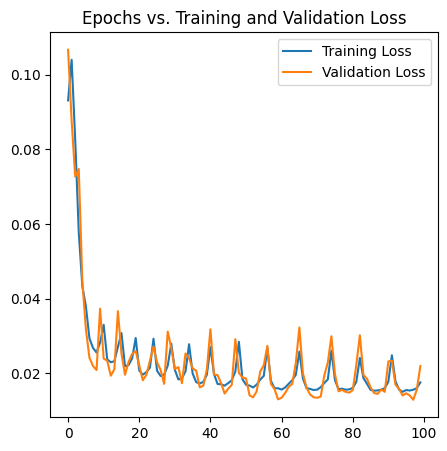 Epochs vs. Training and Validation Loss
Training Loss
Validation Loss
0.10
0.08
0.06
0.04
0.02
0 20 40 60 80 100